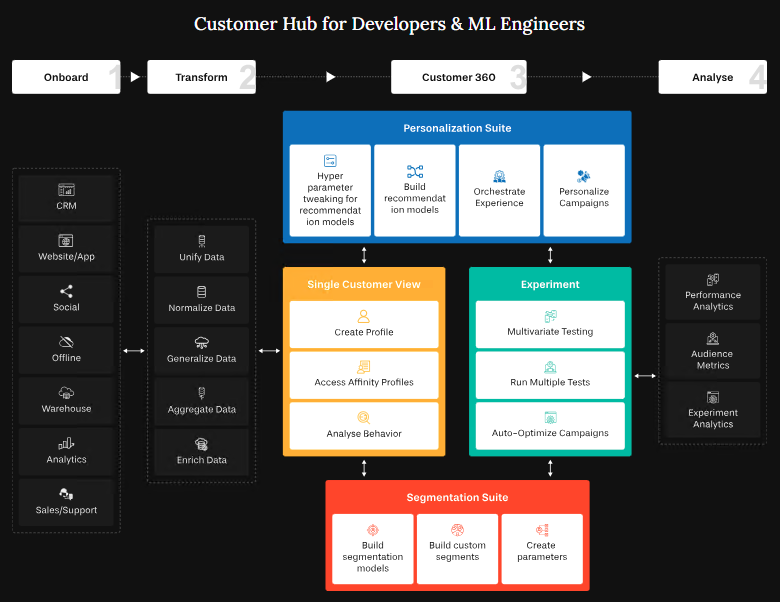 Customer Hub for Developers & ML Engineers
Onboard
1
Transform
2
Customer 360
3
Analyse
4
Personalization Suite
Hyper
parameter
tweaking for
recommendat
ion models
Build
recommendat
ion models
Orchestrate
Experience
Personalize
Campaigns
CRM
Website/App
Social
Offline
Warehouse
Analytics
Sales/Support
Unify Data
Normalize Data
Generalize Data
Aggregate Data
Enrich Data
Single Customer View
Create Profile
Access Affinity Profiles
Analyse Behavior
Experiment
Multivariate Testing
Run Multiple Tests
Auto-Optimize Campaigns
Performance
Analytics
Audience
Metrics
Experiment
Analytics
Segmentation Suite
Build
segmentation
models
Build custom
segments
Create
parameters